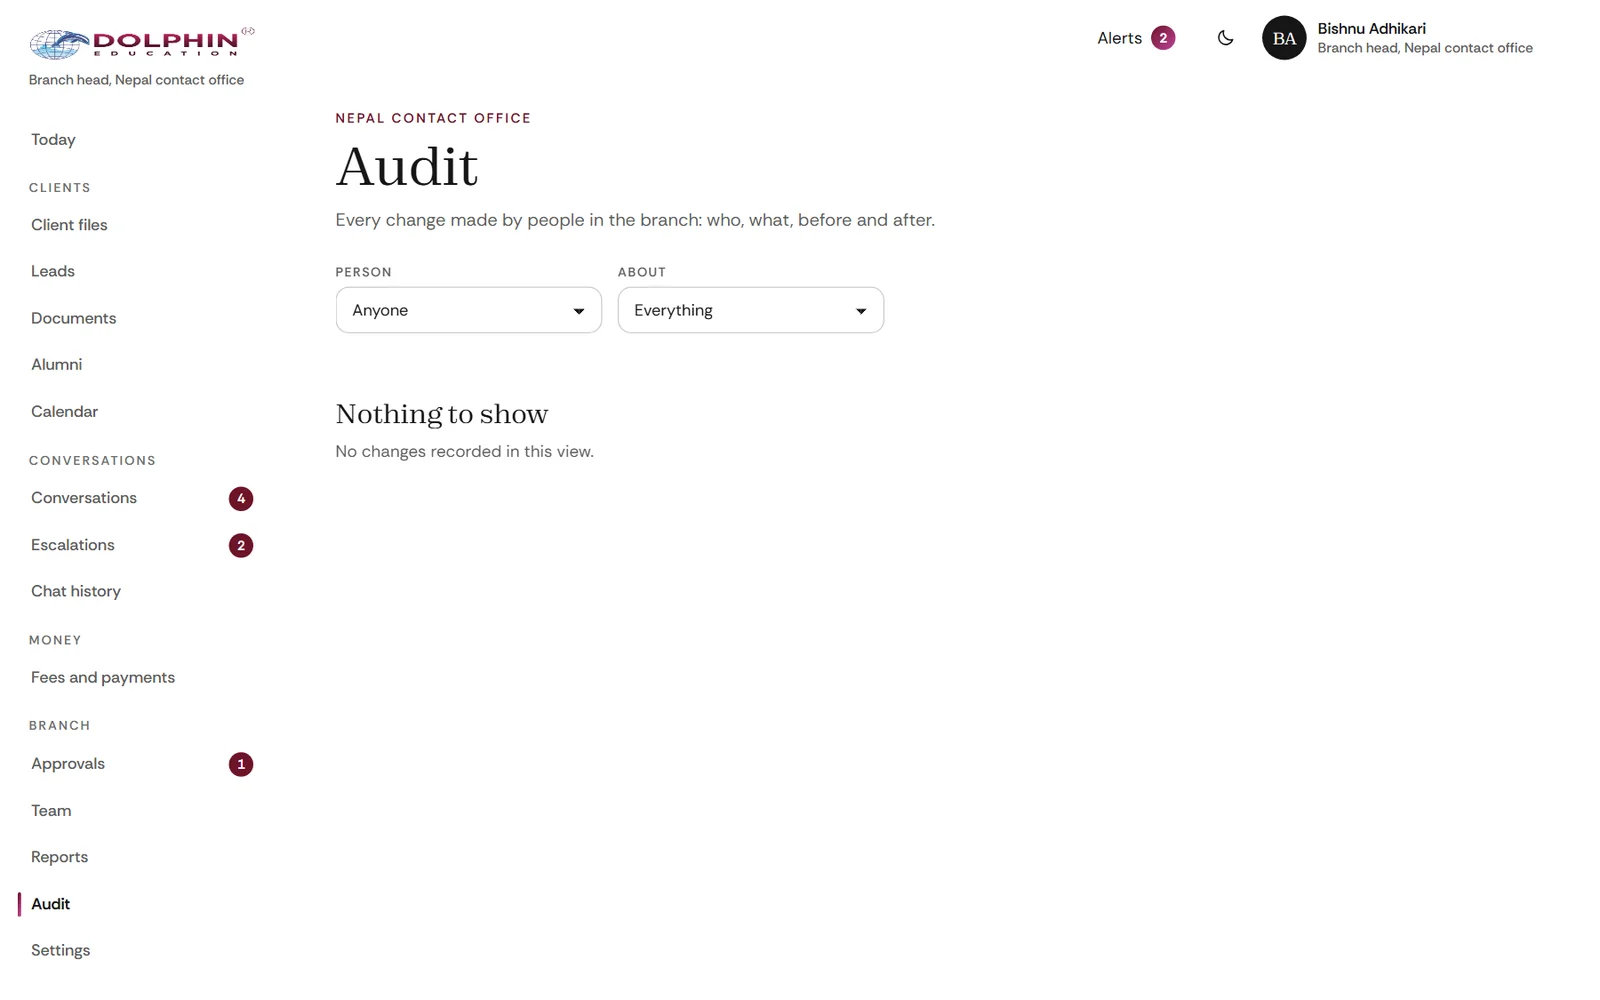 DOLPHIN
EDUCATION
Branch head, Nepal contact office
Alerts 2
BA
Bishnu Adhikari
Branch head, Nepal contact office
Today
CLIENTS
Client files
Leads
Documents
Alumni
Calendar
CONVERSATIONS
Conversations 4
Escalations 2
Chat history
MONEY
Fees and payments
BRANCH
Approvals 1
Team
Reports
Audit
Settings
NEPAL CONTACT OFFICE
Audit
Every change made by people in the branch: who, what, before and after.
PERSON
Anyone
ABOUT
Everything
Nothing to show
No changes recorded in this view.